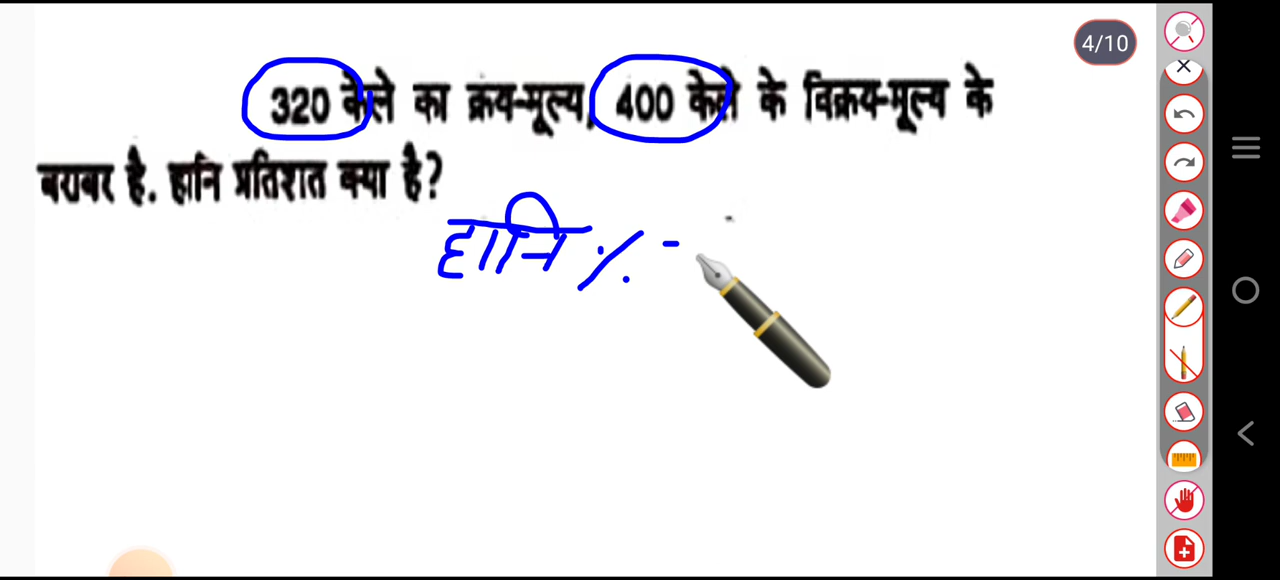 4/10
320 केले का क्रय-मूल्य, 400 केले के विक्रय-मूल्य के
बराबर है. हानि प्रतिशत क्या है?
हानि % -